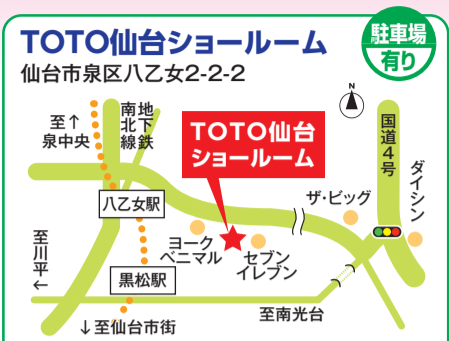 TOTO仙台ショールーム
仙台市泉区八乙女2-2-2
駐車場
有り
至↑
泉中央
地下鉄
南北線
TOTO仙台
ショールーム
N
国道4号
ダイシン
ザ・ビッグ
八乙女駅
ヨーク
ベニマル
セブン
イレブン
至川平←
黒松駅
至南光台
↓至仙台市街